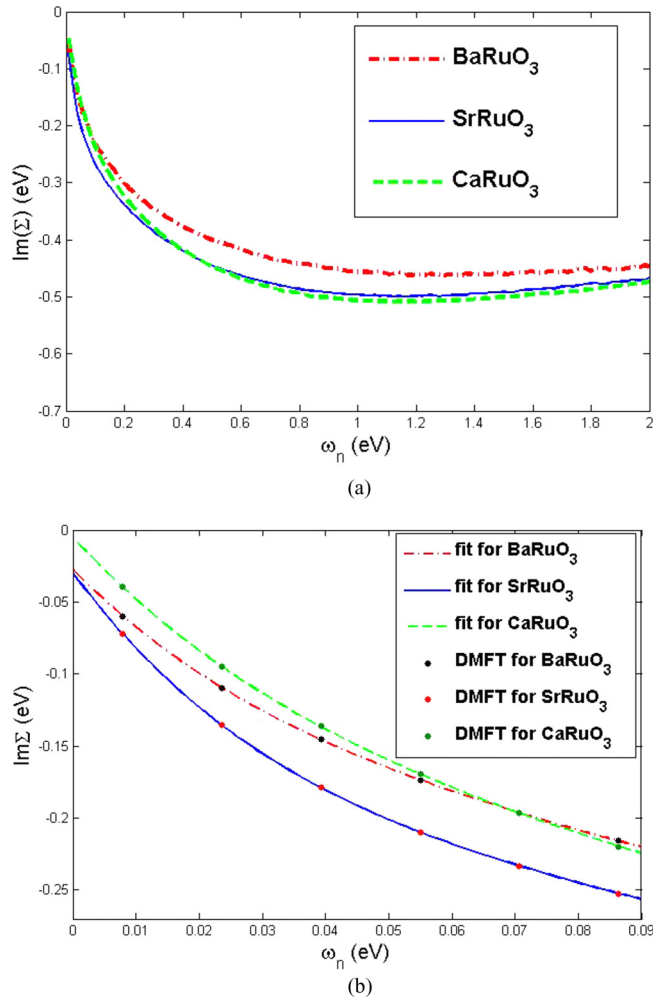 0
-0.1
-0.2
-0.3
-0.4
-0.5
-0.6
-0.7
Im(Σ) (eV)
BaRuO3
SrRuO3
CaRuO3
0 0.2 0.4 0.6 0.8 1 1.2 1.4 1.6 1.8 2
ωn (eV)
(a)
0
-0.05
-0.1
-0.15
-0.2
-0.25
ImΣ (eV)
fit for BaRuO3
fit for SrRuO3
fit for CaRuO3
DMFT for BaRuO3
DMFT for SrRuO3
DMFT for CaRuO3
0 0.01 0.02 0.03 0.04 0.05 0.06 0.07 0.08 0.09
ωn (eV)
(b)